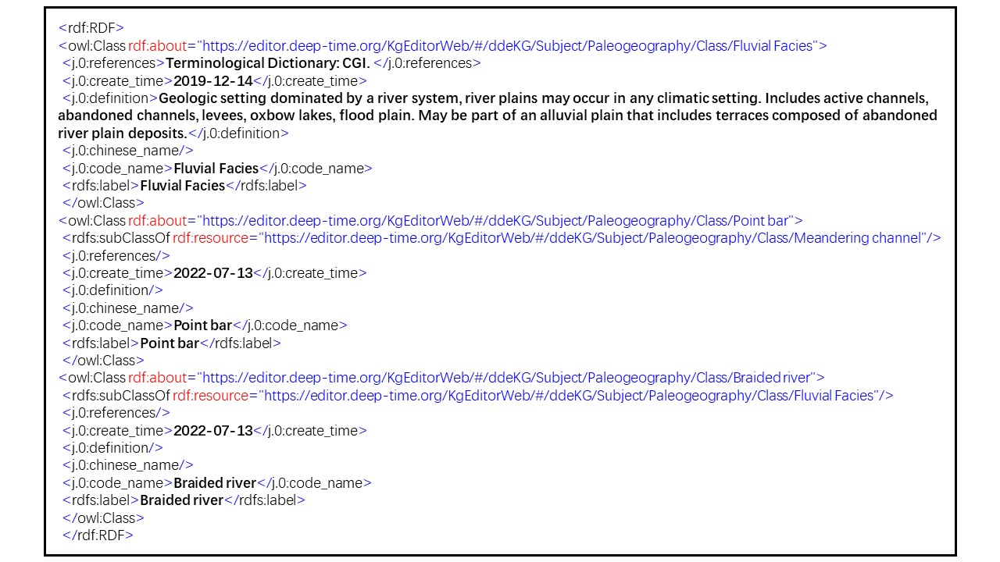 <rdf:RDF>
<owl:Class rdf:about="https://editor.deep-time.org/KgEditorWeb/#/ddeKG/Subject/Paleogeography/Class/Fluvial Facies">
<j.0:references>Terminological Dictionary: CGI. </j.0:references>
<j.0:create_time>2019-12-14</j.0:create_time>
<j.0:definition>Geologic setting dominated by a river system, river plains may occur in any climatic setting. Includes active channels,
abandoned channels, levees, oxbow lakes, flood plain. May be part of an alluvial plain that includes terraces composed of abandoned
river plain deposits.</j.0:definition>
<j.0:chinese_name/>
<j.0:code_name>Fluvial Facies</j.0:code_name>
<rdfs:label>Fluvial Facies</rdfs:label>
</owl:Class>
<owl:Class rdf:about="https://editor.deep-time.org/KgEditorWeb/#/ddeKG/Subject/Paleogeography/Class/Point bar">
<rdfs:subClassOf rdf:resource="https://editor.deep-time.org/KgEditorWeb/#/ddeKG/Subject/Paleogeography/Class/Meandering channel"/>
<j.0:references/>
<j.0:create_time>2022-07-13</j.0:create_time>
<j.0:definition/>
<j.0:chinese_name/>
<j.0:code_name>Point bar</j.0:code_name>
<rdfs:label>Point bar</rdfs:label>
</owl:Class>
<owl:Class rdf:about="https://editor.deep-time.org/KgEditorWeb/#/ddeKG/Subject/Paleogeography/Class/Braided river">
<rdfs:subClassOf rdf:resource="https://editor.deep-time.org/KgEditorWeb/#/ddeKG/Subject/Paleogeography/Class/Fluvial Facies"/>
<j.0:references/>
<j.0:create_time>2022-07-13</j.0:create_time>
<j.0:definition/>
<j.0:chinese_name/>
<j.0:code_name>Braided river</j.0:code_name>
<rdfs:label>Braided river</rdfs:label>
</owl:Class>
</rdf:RDF>